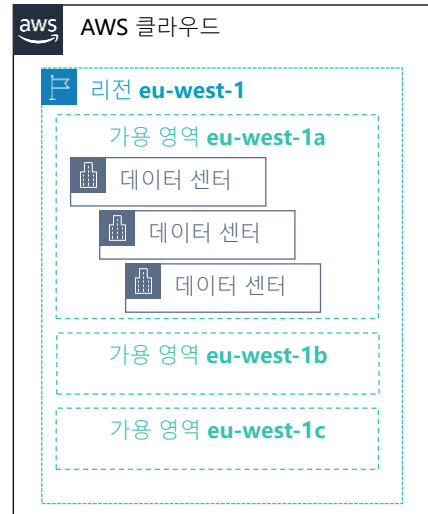 aws AWS 클라우드
리전 eu-west-1
가용 영역 eu-west-1a
데이터 센터
데이터 센터
데이터 센터
가용 영역 eu-west-1b
가용 영역 eu-west-1c